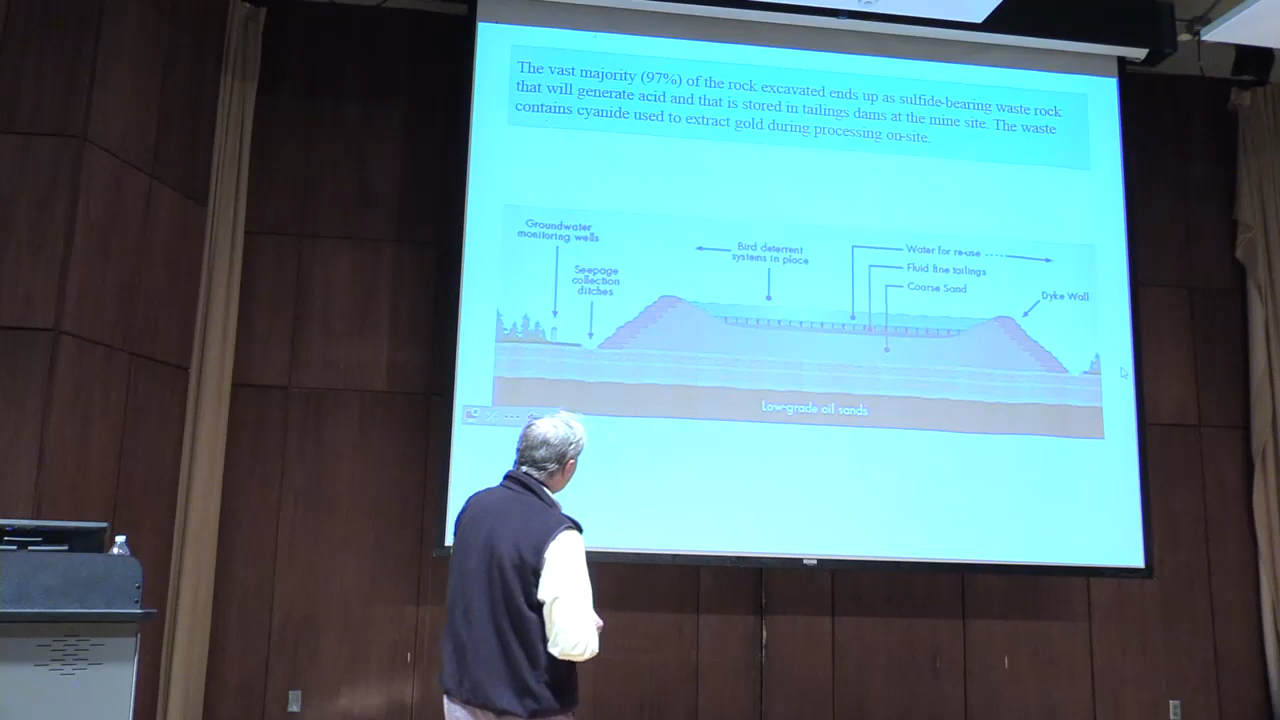 The vast majority (97%) of the rock excavated ends up as sulfide-bearing waste rock
that will generate acid and that is stored in tailings dams at the mine site. The waste
contains cyanide used to extract gold during processing on-site.
Groundwater
monitoring wells
Seepage
collection
ditches
Bird deterrent
systems in place
Water for re-use
Fluid fine tailings
Coarse Sand
Dyke Wall
Low-grade oil sands